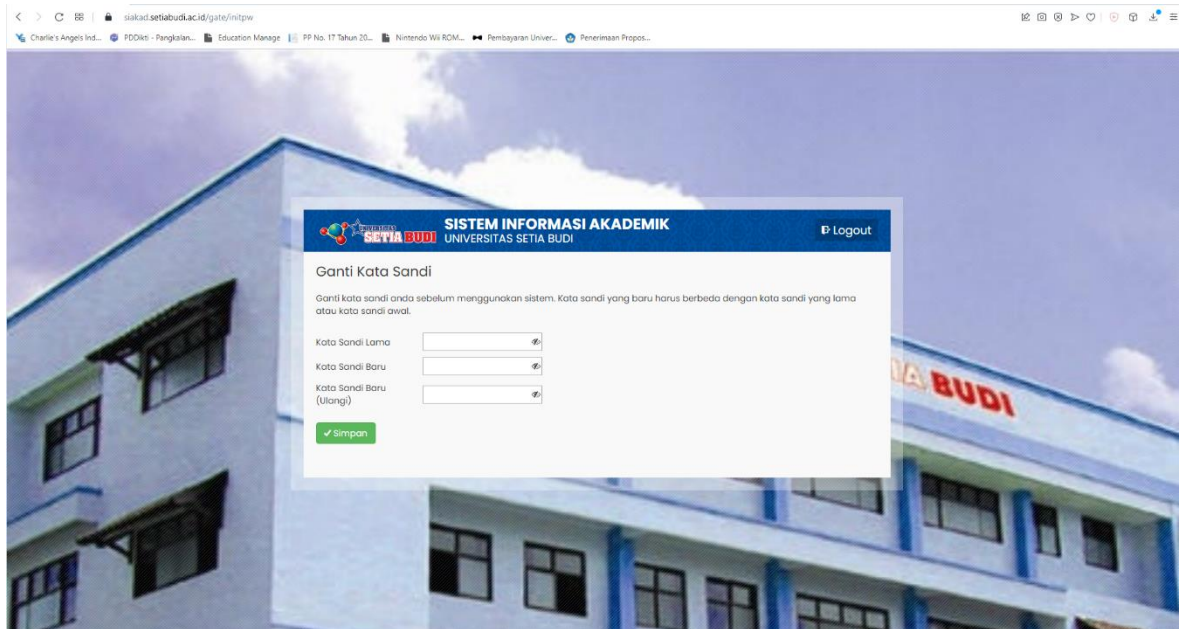 siakad.setiabudi.ac.id/gate/initpw
Charlie's Angels Ind... PDDikti - Pangkalan... Education Manage PP No. 17 Tahun 20... Nintendo Wii ROM... Pembayaran Univer... Penerimaan Propos...
UNIVERSITAS
SETIA BUDI
SISTEM INFORMASI AKADEMIK
UNIVERSITAS SETIA BUDI
Logout
Ganti Kata Sandi
Ganti kata sandi anda sebelum menggunakan sistem. Kata sandi yang baru harus berbeda dengan kata sandi yang lama
atau kata sandi awal.
Kata Sandi Lama
Kata Sandi Baru
Kata Sandi Baru
(Ulangi)
Simpan
IA BUDI